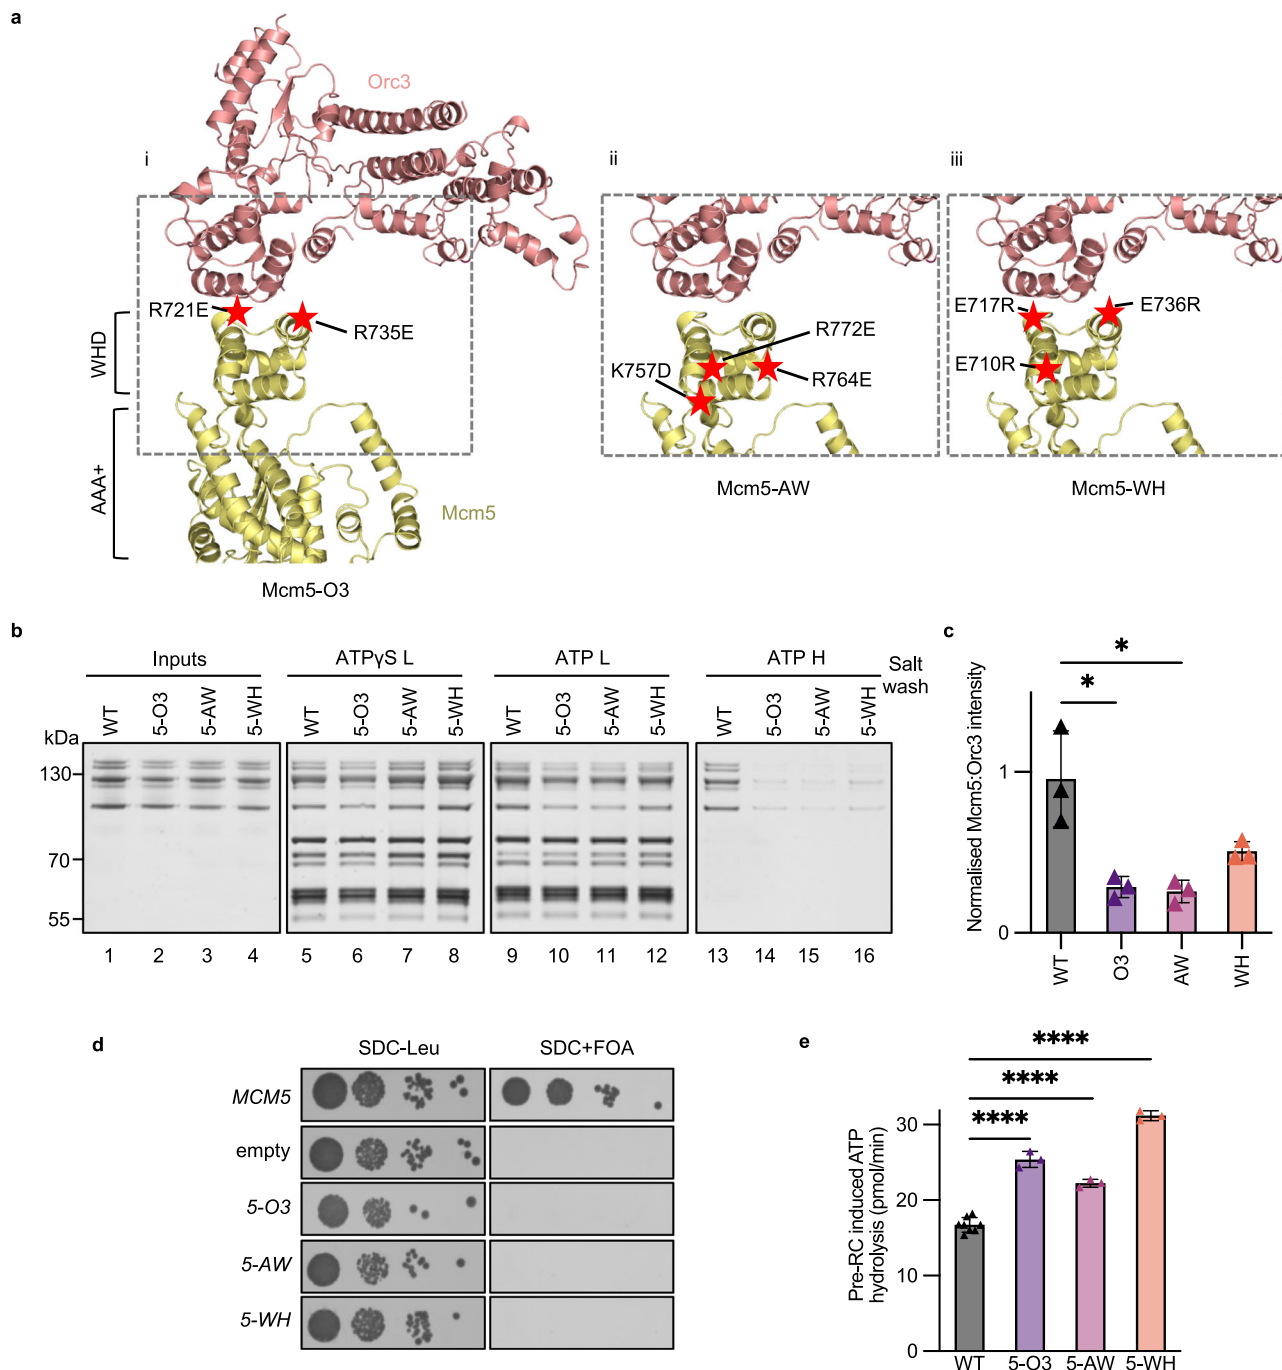 a
Orc3
i
ii
iii
R721E
R735E
R772E
K757D
R764E
E717R
E736R
E710R
WHD
AAA+
Mcm5
Mcm5-O3
Mcm5-AW
Mcm5-WH
b
Inputs ATPγS L ATP L ATP H Salt wash
WT 5-O3 5-AW 5-WH WT 5-O3 5-AW 5-WH WT 5-O3 5-AW 5-WH WT 5-O3 5-AW 5-WH
kDa
130
70
55
1 2 3 4 5 6 7 8 9 10 11 12 13 14 15 16
c
*
*
Normalised Mcm5:Orc3 intensity
1
0
WT O3 AW WH
d
SDC-Leu SDC+FOA
MCM5
empty
5-O3
5-AW
5-WH
e
****
****
****
Pre-RC induced ATP
hydrolysis (pmol/min)
30
20
10
0
WT 5-O3 5-AW 5-WH